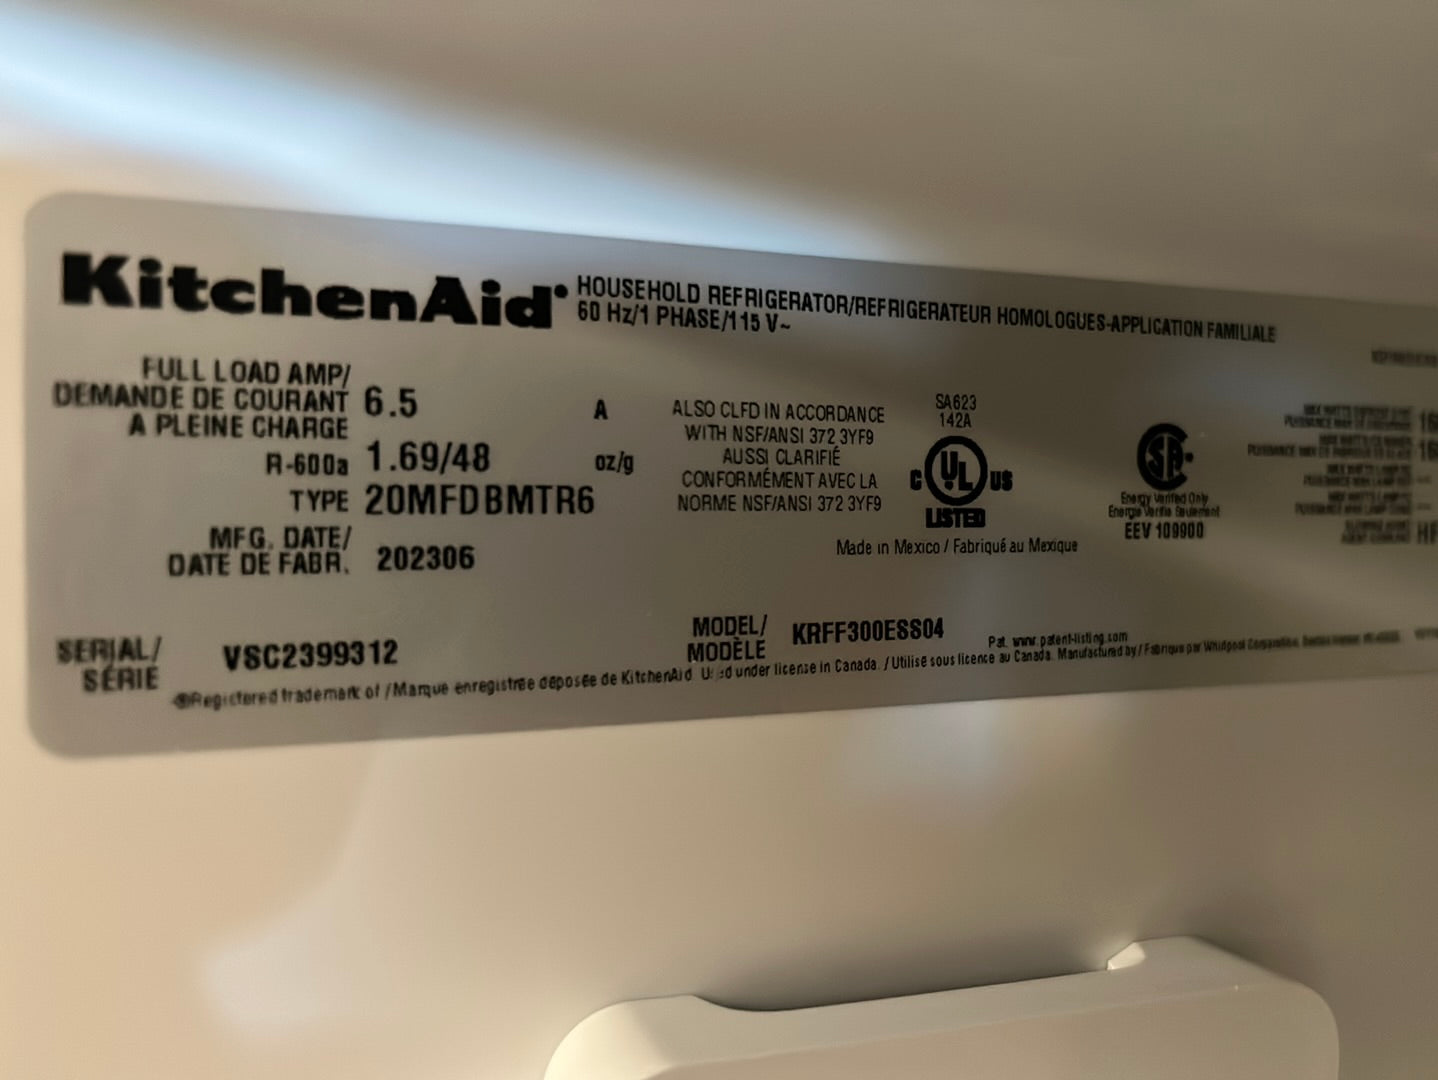 KitchenAid®
HOUSEHOLD REFRIGERATOR/REFRIGERATEUR HOMOLOGUES-APPLICATION FAMILIALE
60 Hz/1 PHASE/115 V~
FULL LOAD AMP/
DEMANDE DE COURANT 6.5 A
A PLEINE CHARGE
R-600a 1.69/48 oz/g
TYPE 20MFDBMTR6
MFG. DATE/
DATE DE FABR. 202306
ALSO CLFD IN ACCORDANCE
WITH NSF/ANSI 372 3YF9
AUSSI CLARIFIÉ
CONFORMÉMENT AVEC LA
NORME NSF/ANSI 372 3YF9
SA623
142A
C UL US
LISTED
Made in Mexico / Fabriqué au Mexique
Energy Verified Only
Energie Verifie Seulement
EEV 109900
SERIAL/
SÉRIE VSC2399312
MODEL/
MODÈLE KRFF300ESS04
Pat. www.patent-listing.com
®Registered trademark of / Marque enregistrée déposée de KitchenAid. Used under license in Canada. / Utilisé sous licence au Canada. Manufactured by / Fabrique par Whirlpool Corporation,